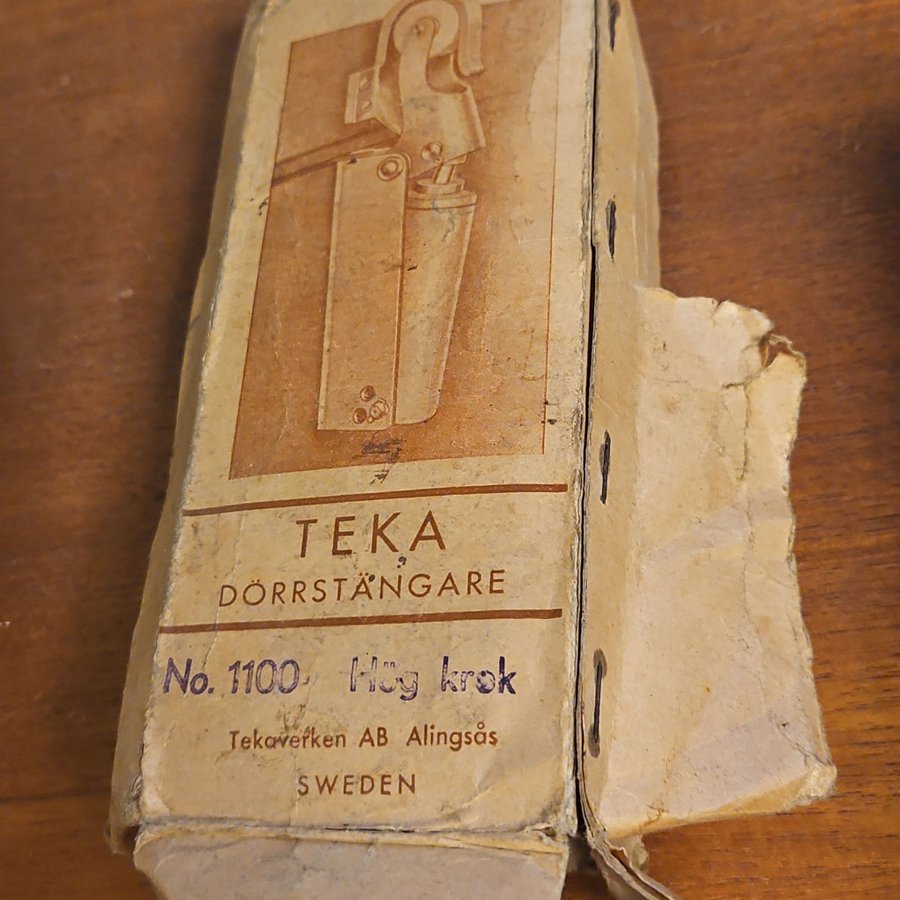 TEKA
DÖRRSTÄNGARE
No. 1100 Hög krok
Tekaverken AB Alingsås
SWEDEN